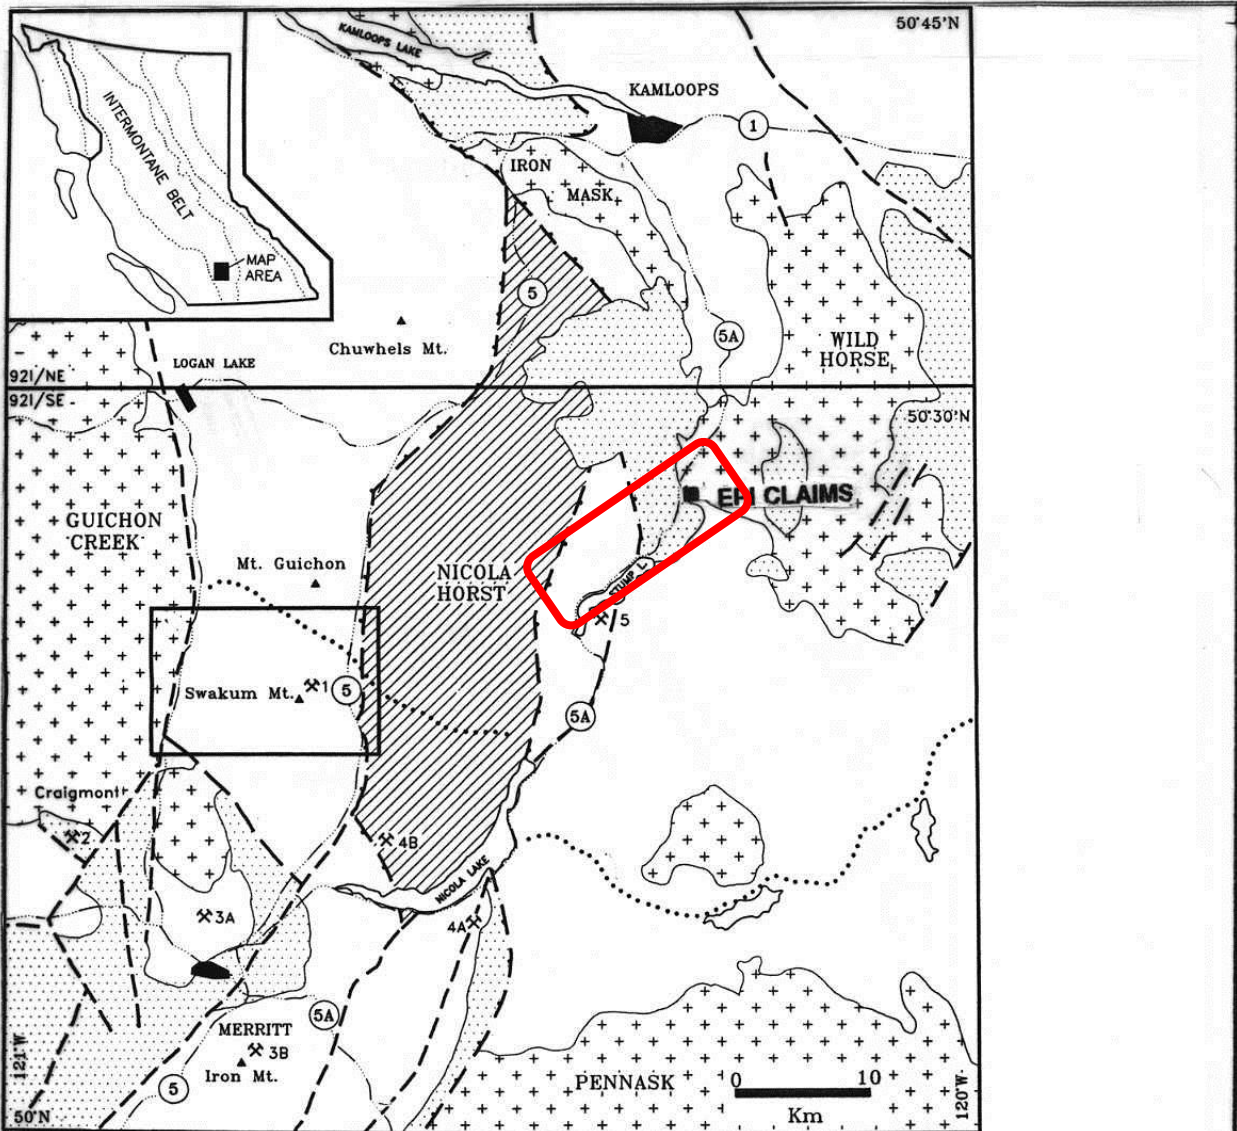 50°45'N
KAMLOOPS LAKE
KAMLOOPS
1
INTERMONTANE BELT
MAP
AREA
IRON
MASK
5
5A
Chuwhels Mt.
WILD
HORSE
LOGAN LAKE
92I/NE
92I/SE
50°30'N
EPI CLAIMS
GUICHON
CREEK
Mt. Guichon
NICOLA
HORST
STUMP L.
5
Swakum Mt.
1
5
5A
Craigmont
2
4B
NICOLA LAKE
3A
4A
5A
MERRITT
3B
Iron Mt.
5
PENNASK
0 10
Km
121°W
120°W
50°N